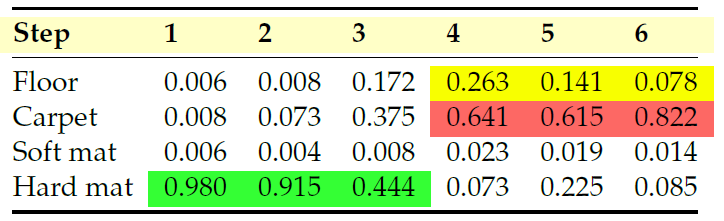 Step 1 2 3 4 5 6
Floor 0.006 0.008 0.172 0.263 0.141 0.078
Carpet 0.008 0.073 0.375 0.641 0.615 0.822
Soft mat 0.006 0.004 0.008 0.023 0.019 0.014
Hard mat 0.980 0.915 0.444 0.073 0.225 0.085